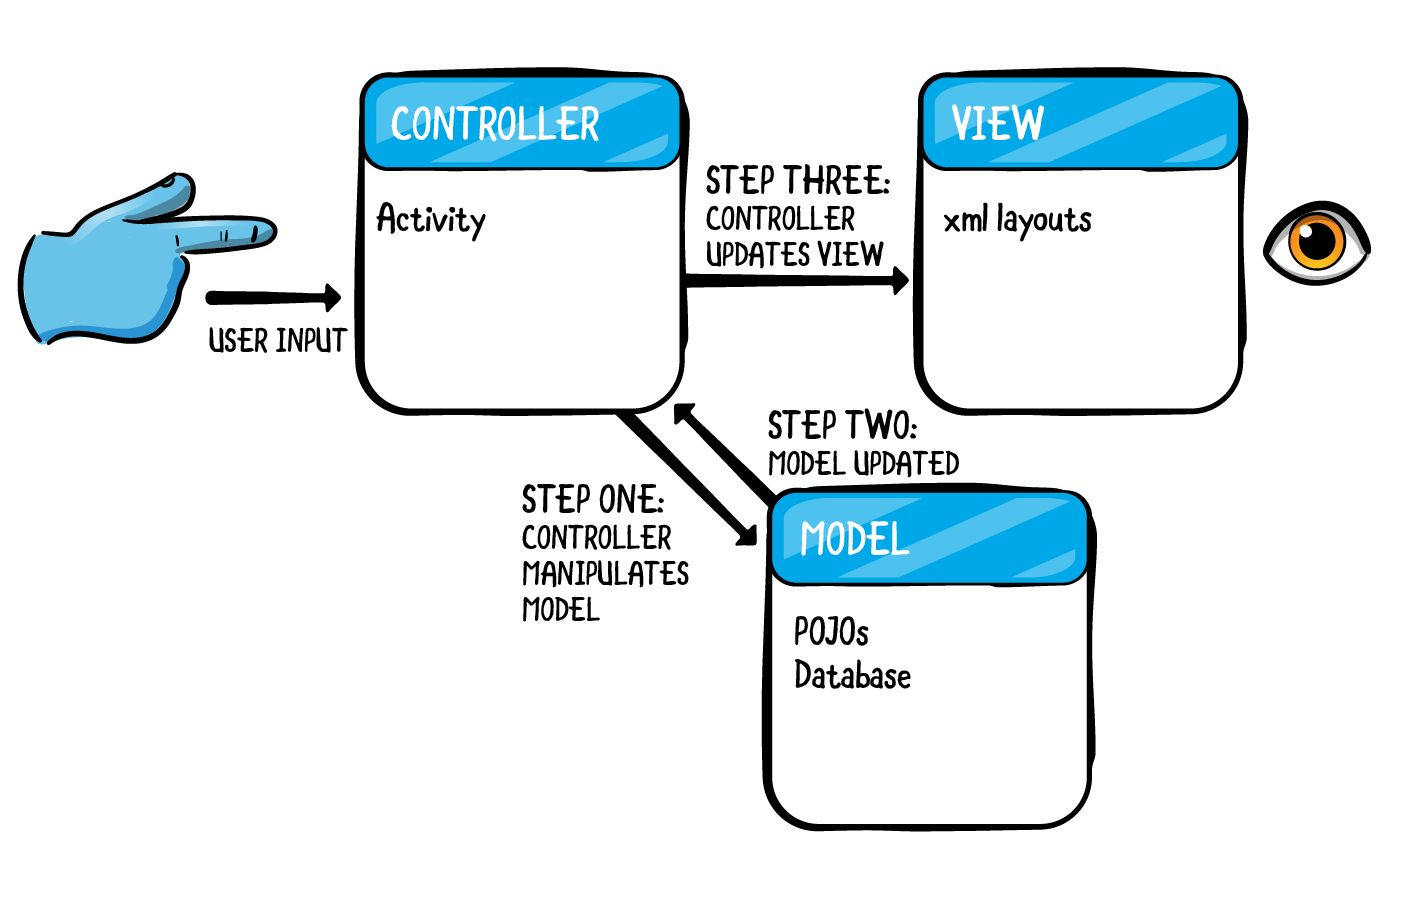 CONTROLLER
Activity
USER INPUT
STEP THREE:
CONTROLLER
UPDATES VIEW
VIEW
xml layouts
STEP ONE:
CONTROLLER
MANIPULATES
MODEL
STEP TWO:
MODEL UPDATED
MODEL
POJOs
Database